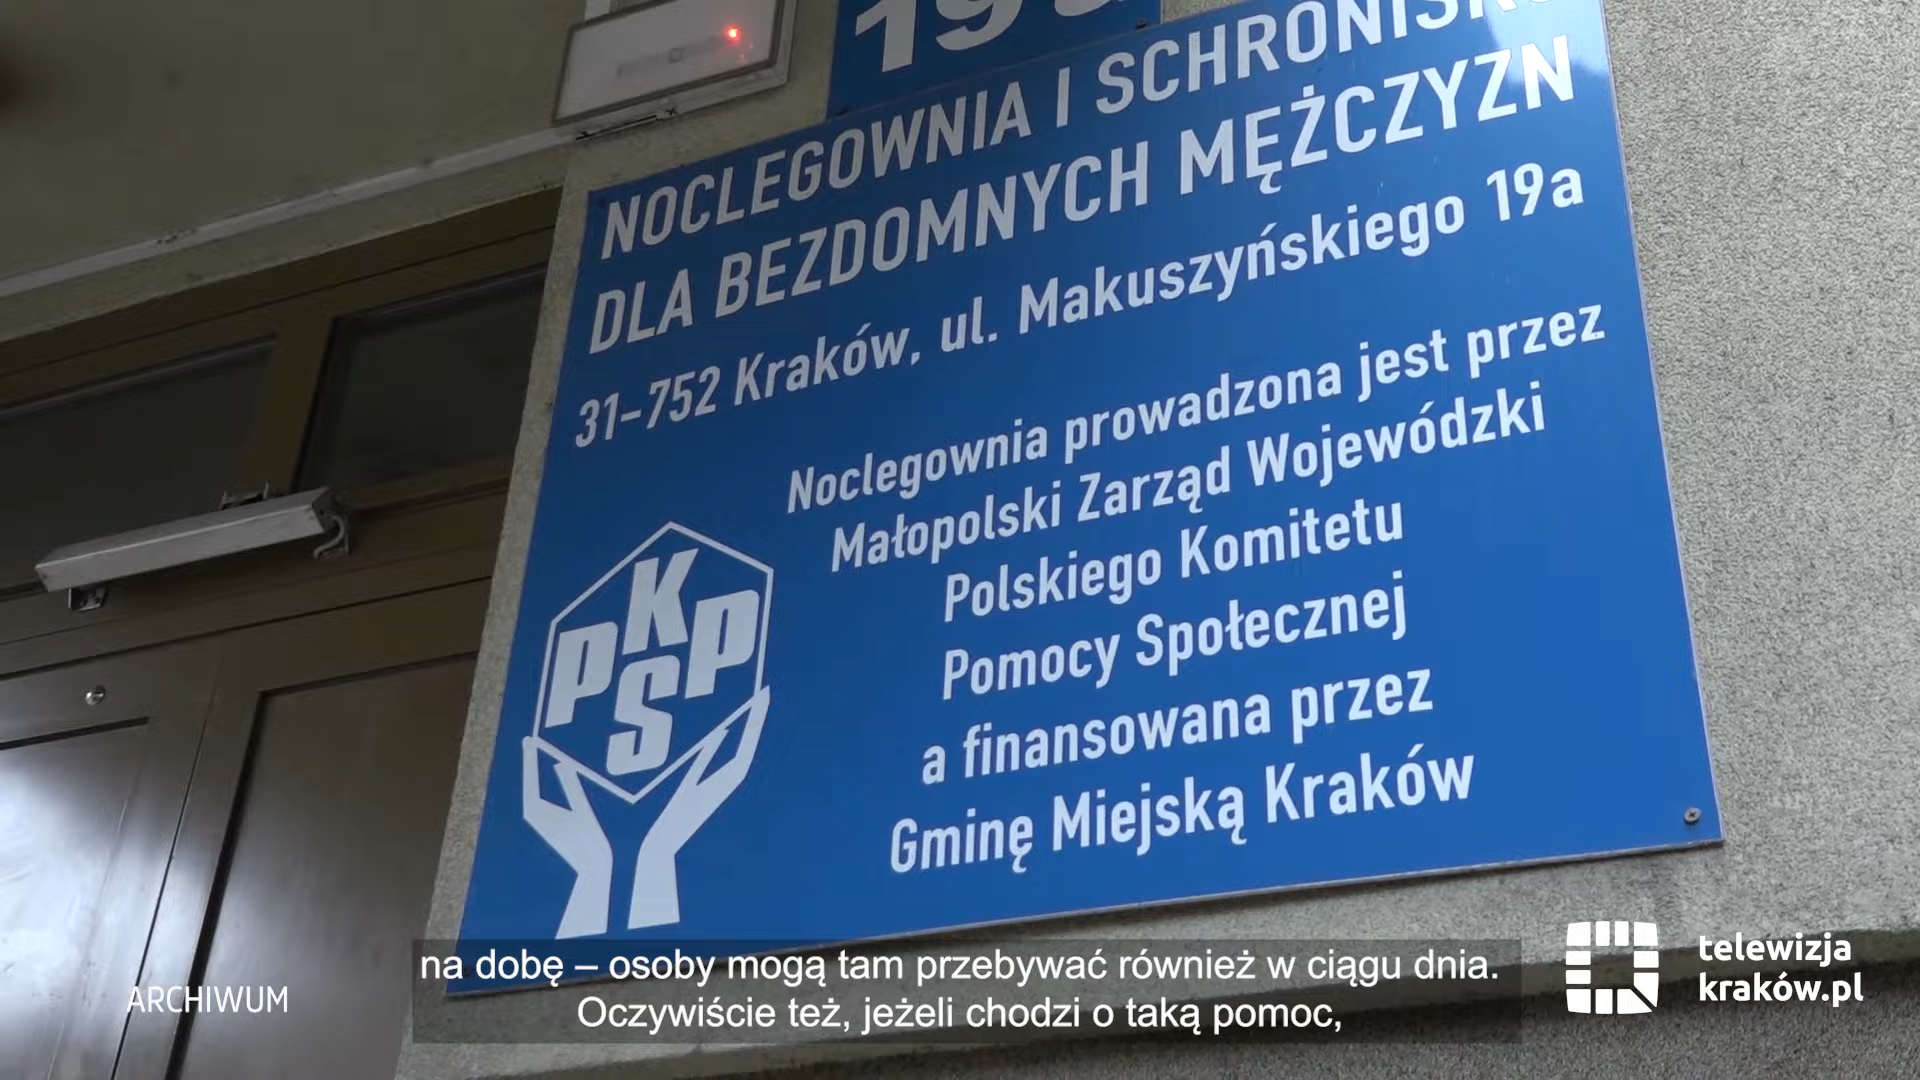 NOCLEGOWNIA I SCHRONISKO
DLA BEZDOMNYCH MĘŻCZYZN
31-752 Kraków, ul. Makuszyńskiego 19a
Noclegownia prowadzona jest przez
Małopolski Zarząd Wojewódzki
Polskiego Komitetu
Pomocy Społecznej
a finansowana przez
Gminę Miejską Kraków
PKPS
na dobę – osoby mogą tam przebywać również w ciągu dnia.
Oczywiście też, jeżeli chodzi o taką pomoc,
ARCHIWUM
telewizja
kraków.pl